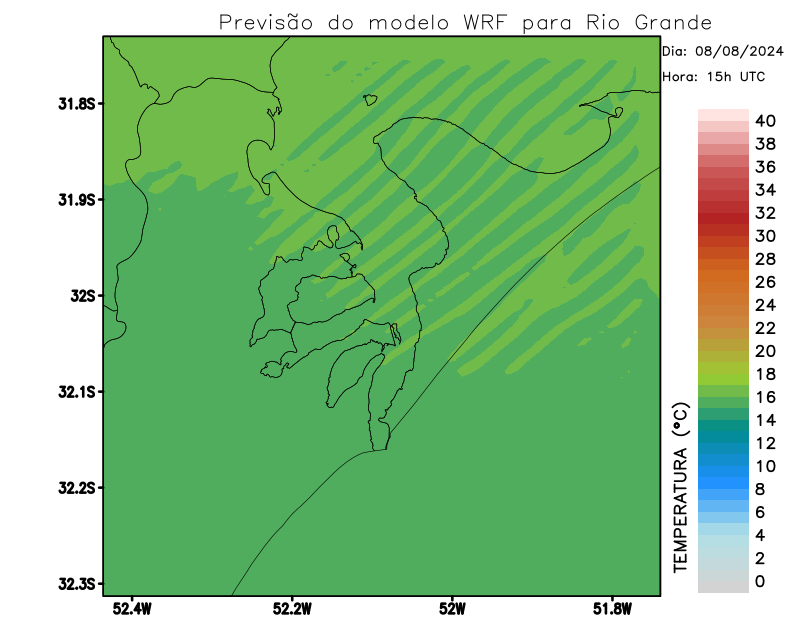 Previsão do modelo WRF para Rio Grande
Dia: 08/08/2024
Hora: 15h UTC
31.8S
31.9S
32S
32.1S
32.2S
32.3S
52.4W
52.2W
52W
51.8W
TEMPERATURA (°C)
40
38
36
34
32
30
28
26
24
22
20
18
16
14
12
10
8
6
4
2
0